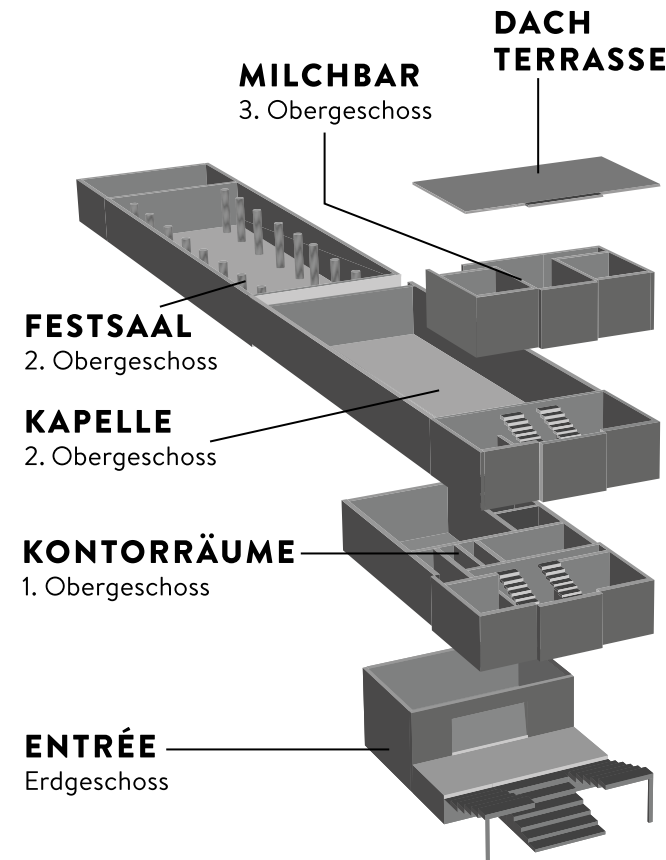 DACH
TERRASSE
MILCHBAR
3. Obergeschoss
FESTSAAL
2. Obergeschoss
KAPELLE
2. Obergeschoss
KONTORRÄUME
1. Obergeschoss
ENTRÉE
Erdgeschoss